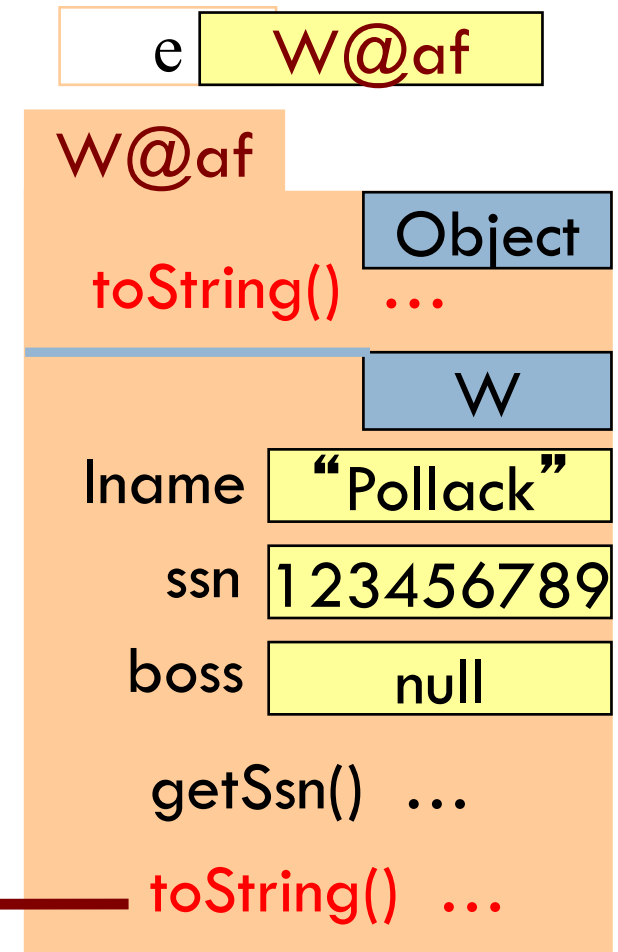 e W@af
W@af
Object
toString() …
W
lname “Pollack”
ssn 123456789
boss null
getSsn() …
toString() …